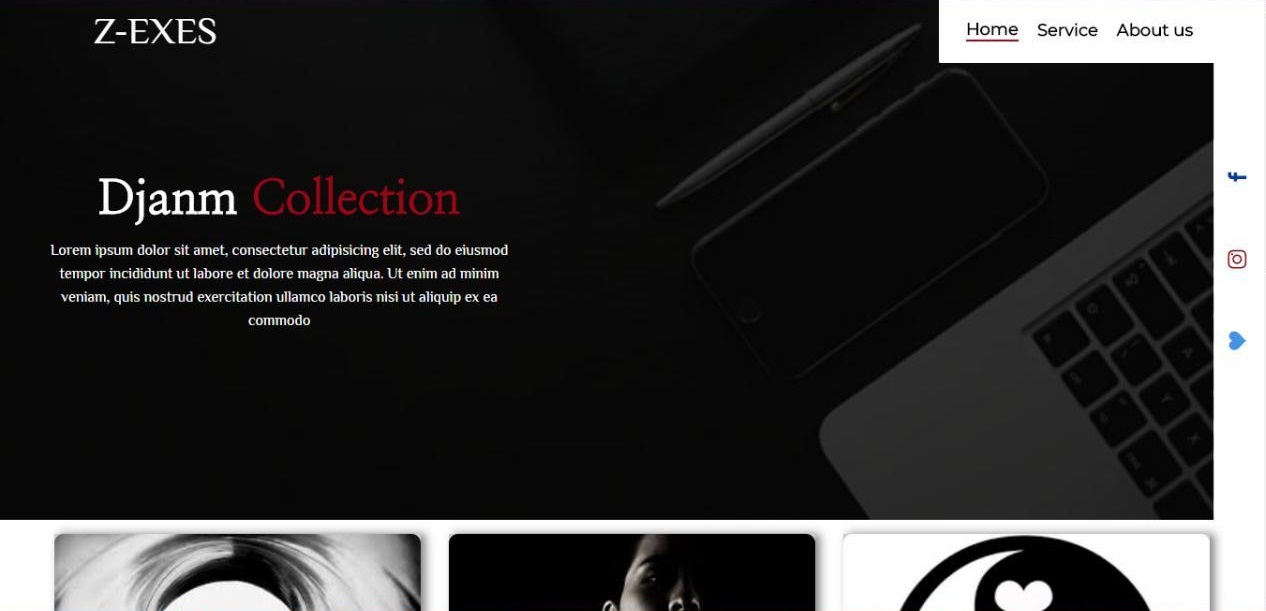 Z-EXES
Home Service About us
Djanm Collection
Lorem ipsum dolor sit amet, consectetur adipisicing elit, sed do eiusmod
tempor incididunt ut labore et dolore magna aliqua. Ut enim ad minim
veniam, quis nostrud exercitation ullamco laboris nisi ut aliquip ex ea
commodo